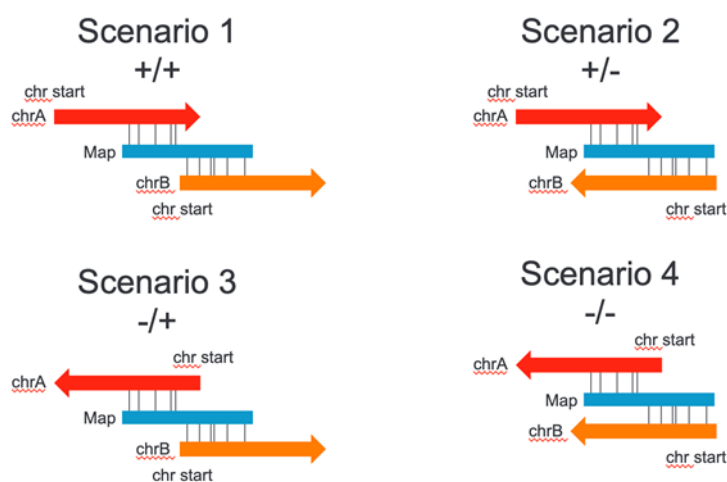 Scenario 1
+/+
chr start
chrA
Map
chrB
chr start
Scenario 2
+/-
chr start
chrA
Map
chrB
chr start
Scenario 3
-/+
chr start
chrA
Map
chrB
chr start
Scenario 4
-/-
chr start
chrA
Map
chrB
chr start